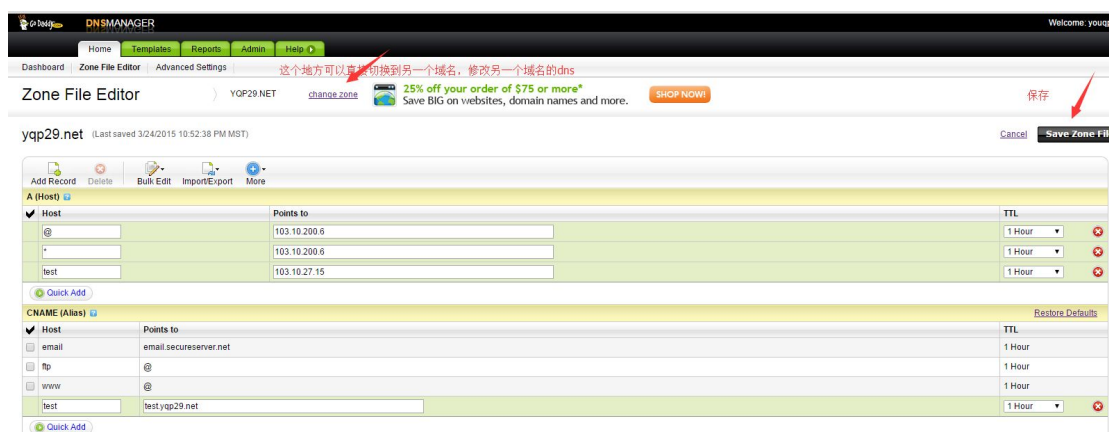 Go Daddy DNSMANAGER Welcome: youqp
Home Templates Reports Admin Help
Dashboard Zone File Editor Advanced Settings 这个地方可以直接切换到另一个域名，修改另一个域名的dns
Zone File Editor YQP29.NET change zone 25% off your order of $75 or more* SHOP NOW! 保存
Save BIG on websites, domain names and more.
yqp29.net (Last saved 3/24/2015 10:52:38 PM MST) Cancel Save Zone Fil
Add Record Delete Bulk Edit Import/Export More
A (Host) ?
Host Points to TTL
@ 103.10.200.6 1 Hour
* 103.10.200.6 1 Hour
test 103.10.27.15 1 Hour
Quick Add
CNAME (Alias) ? Restore Defaults
Host Points to TTL
email email.secureserver.net 1 Hour
ftp @ 1 Hour
www @ 1 Hour
test test.yqp29.net 1 Hour
Quick Add